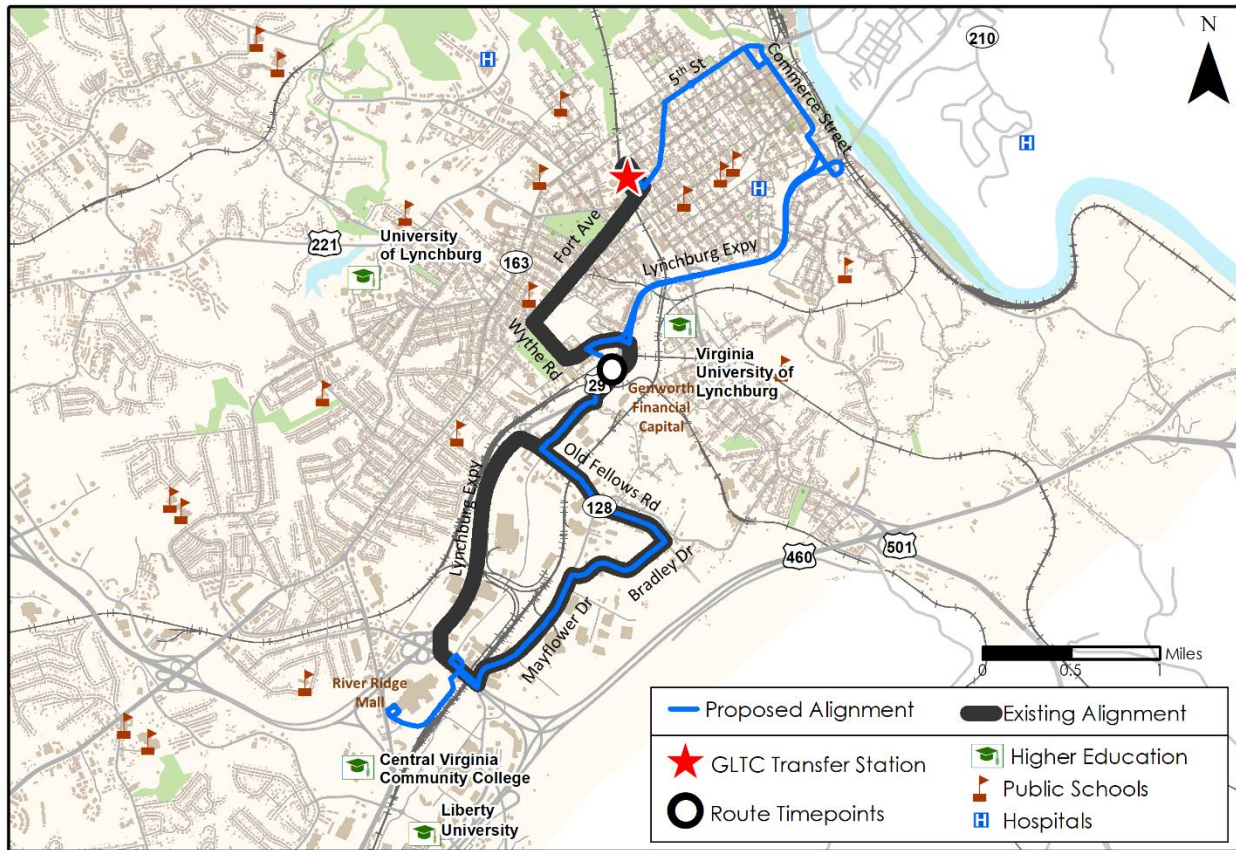 N
210
H
5th St
Commerce Street
H
H
221
University
of Lynchburg
163
Fort Ave
Lynchburg Expy
Wythe Rd
Virginia
University of
Lynchburg
29
Genworth
Financial
Capital
Old Fellows Rd
128
Lynchburg Expy
Bradley Dr
460
501
Mayflower Dr
River Ridge
Mall
Central Virginia
Community College
Liberty
University
0 0.5 1 Miles
Proposed Alignment
Existing Alignment
GLTC Transfer Station
Route Timepoints
Higher Education
Public Schools
H Hospitals